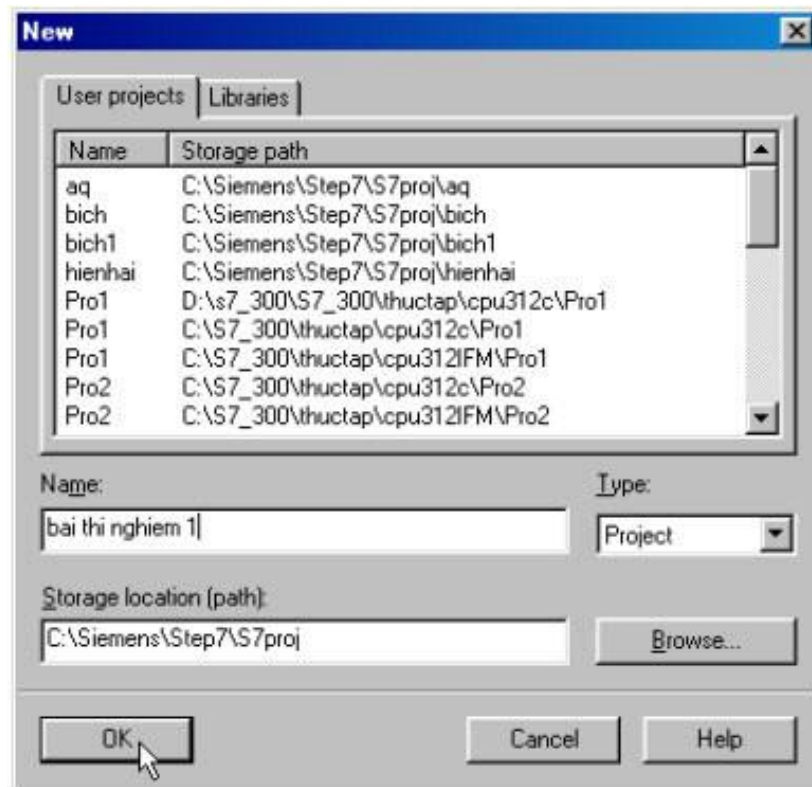 New
User projects Libraries
Name Storage path
aq C:\Siemens\Step7\S7proj\aq
bich C:\Siemens\Step7\S7proj\bich
bich1 C:\Siemens\Step7\S7proj\bich1
hienhai C:\Siemens\Step7\S7proj\hienhai
Pro1 D:\s7_300\S7_300\thuctap\cpu312c\Pro1
Pro1 C:\S7_300\thuctap\cpu312c\Pro1
Pro1 C:\S7_300\thuctap\cpu312IFM\Pro1
Pro2 C:\S7_300\thuctap\cpu312c\Pro2
Pro2 C:\S7_300\thuctap\cpu312IFM\Pro2
Name: Type:
bai thi nghiem 1 Project
Storage location (path):
C:\Siemens\Step7\S7proj Browse...
OK Cancel Help